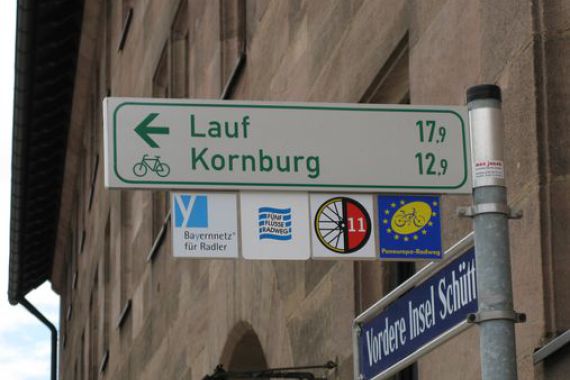 Lauf 17,9
Kornburg 12,9
Bayernnetz
für Radler
FÜNF
FLÜSSE
RADWEG
11
Paneuropa-Radweg
Vordere Insel Schütt